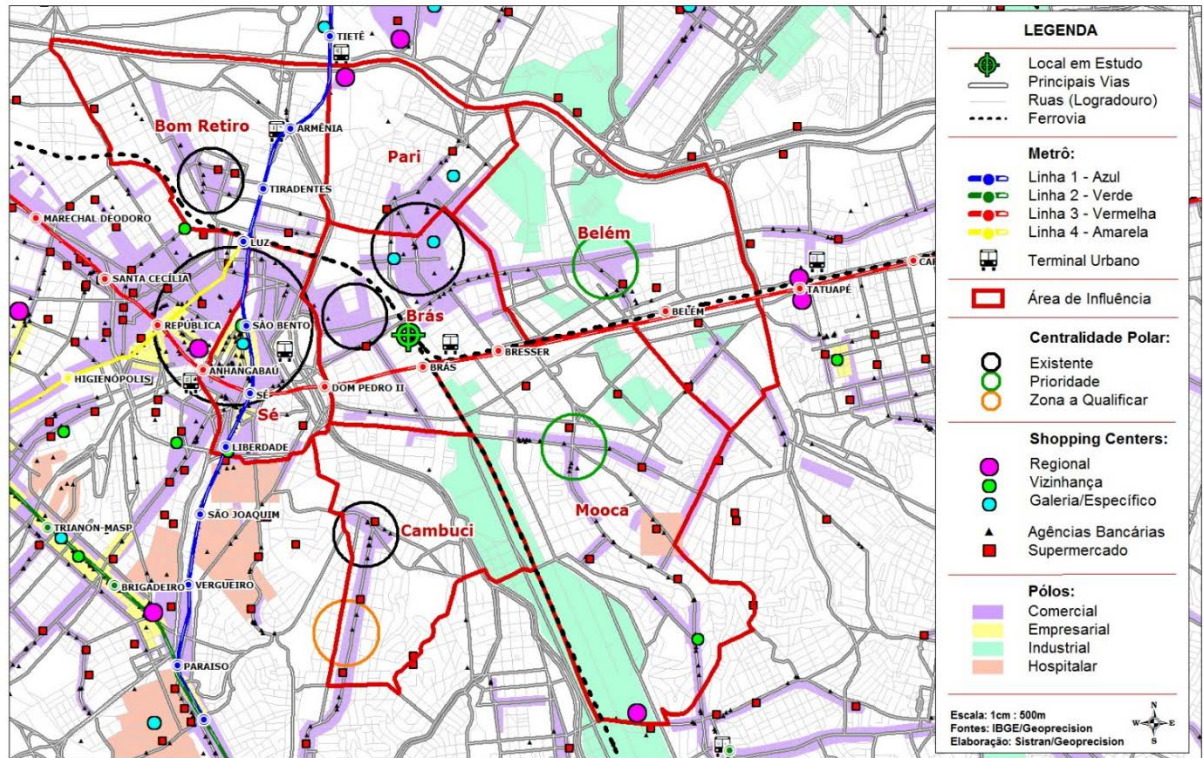 TIETÊ
Bom Retiro
ARMÊNIA
Pari
TIRADENTES
MARECHAL DEODORO
LUZ
Belém
SANTA CECÍLIA
TATUAPÉ
REPÚBLICA
SÃO BENTO
Brás
BELÉM
BRESSER
ANHANGABAÚ
BRÁS
HIGIENÓPOLIS
DOM PEDRO II
SÉ
Sé
LIBERDADE
SÃO JOAQUIM
Mooca
Cambuci
TRIANON-MASP
BRIGADEIRO
VERGUEIRO
PARAISO
LEGENDA
Local em Estudo
Principais Vias
Ruas (Logradouro)
Ferrovia
Metrô:
Linha 1 - Azul
Linha 2 - Verde
Linha 3 - Vermelha
Linha 4 - Amarela
Terminal Urbano
Área de Influência
Centralidade Polar:
Existente
Prioridade
Zona a Qualificar
Shopping Centers:
Regional
Vizinhança
Galeria/Específico
Agências Bancárias
Supermercado
Pólos:
Comercial
Empresarial
Industrial
Hospitalar
Escala: 1cm : 500m
Fontes: IBGE/Geoprecision
Elaboração: Sistran/Geoprecision
N
W E
S